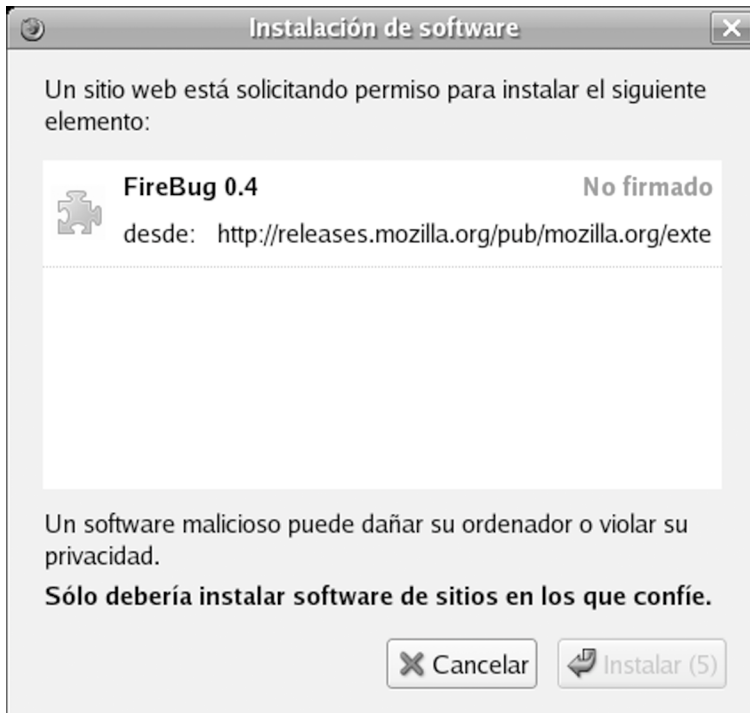 Instalación de software
Un sitio web está solicitando permiso para instalar el siguiente
elemento:
FireBug 0.4 No firmado
desde: http://releases.mozilla.org/pub/mozilla.org/exte
Un software malicioso puede dañar su ordenador o violar su
privacidad.
Sólo debería instalar software de sitios en los que confíe.
Cancelar Instalar (5)